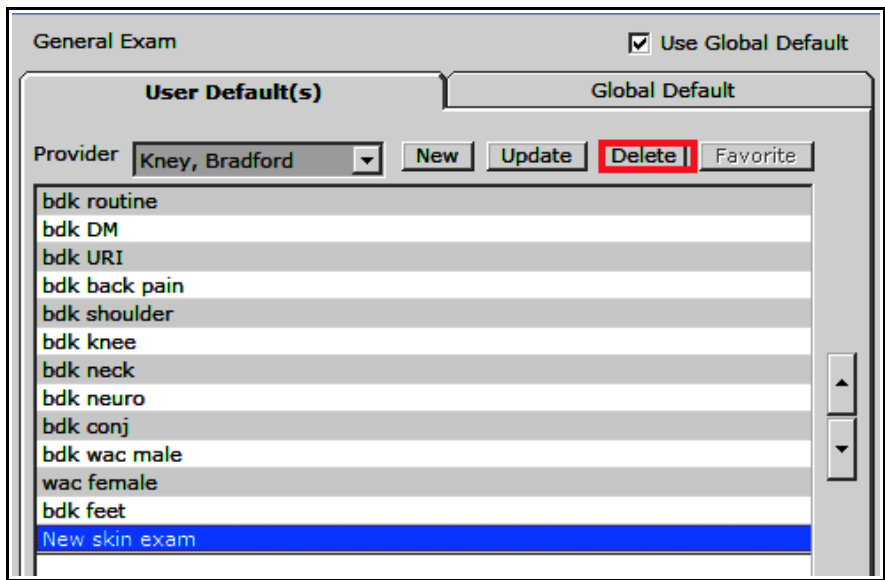 General Exam Use Global Default
User Default(s) Global Default
Provider Kney, Bradford New Update Delete Favorite
bdk routine
bdk DM
bdk URI
bdk back pain
bdk shoulder
bdk knee
bdk neck
bdk neuro
bdk conj
bdk wac male
wac female
bdk feet
New skin exam